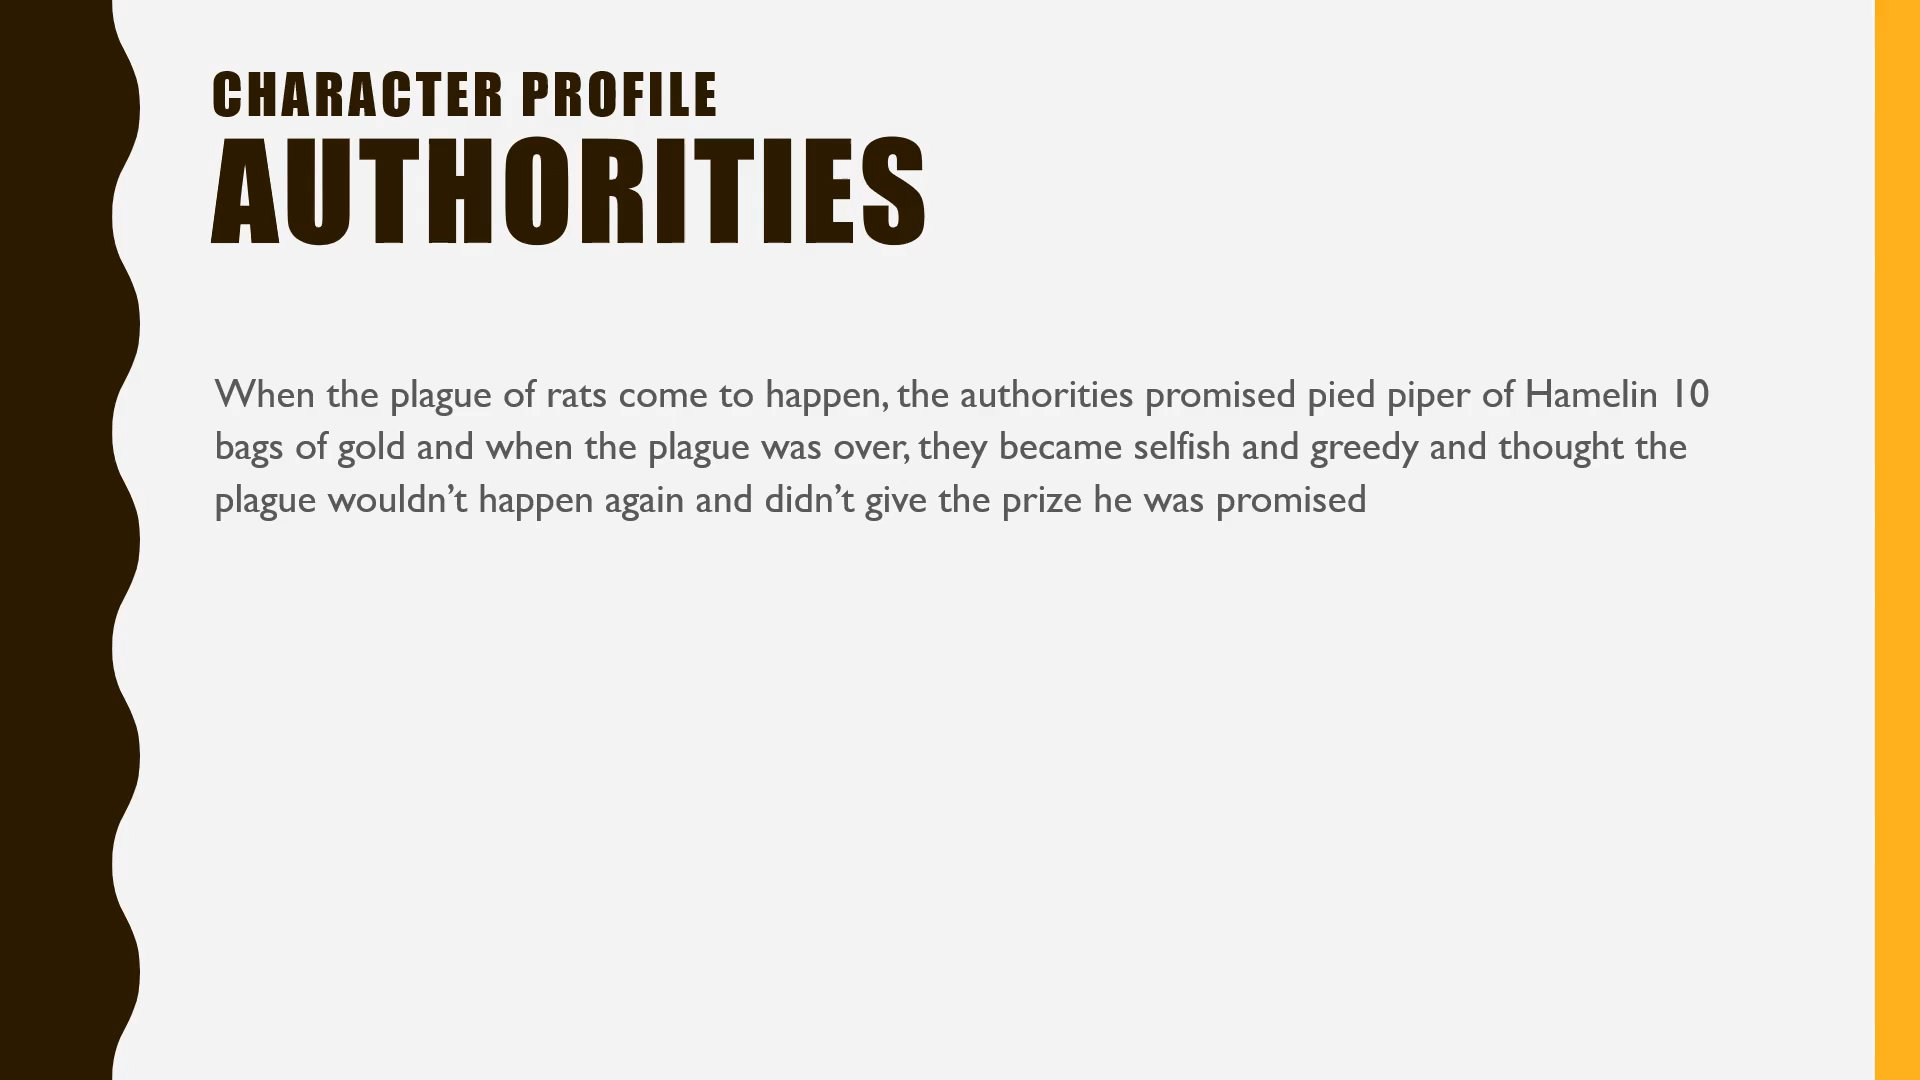 CHARACTER PROFILE
AUTHORITIES
When the plague of rats come to happen, the authorities promised pied piper of Hamelin 10
bags of gold and when the plague was over, they became selfish and greedy and thought the
plague wouldn’t happen again and didn’t give the prize he was promised